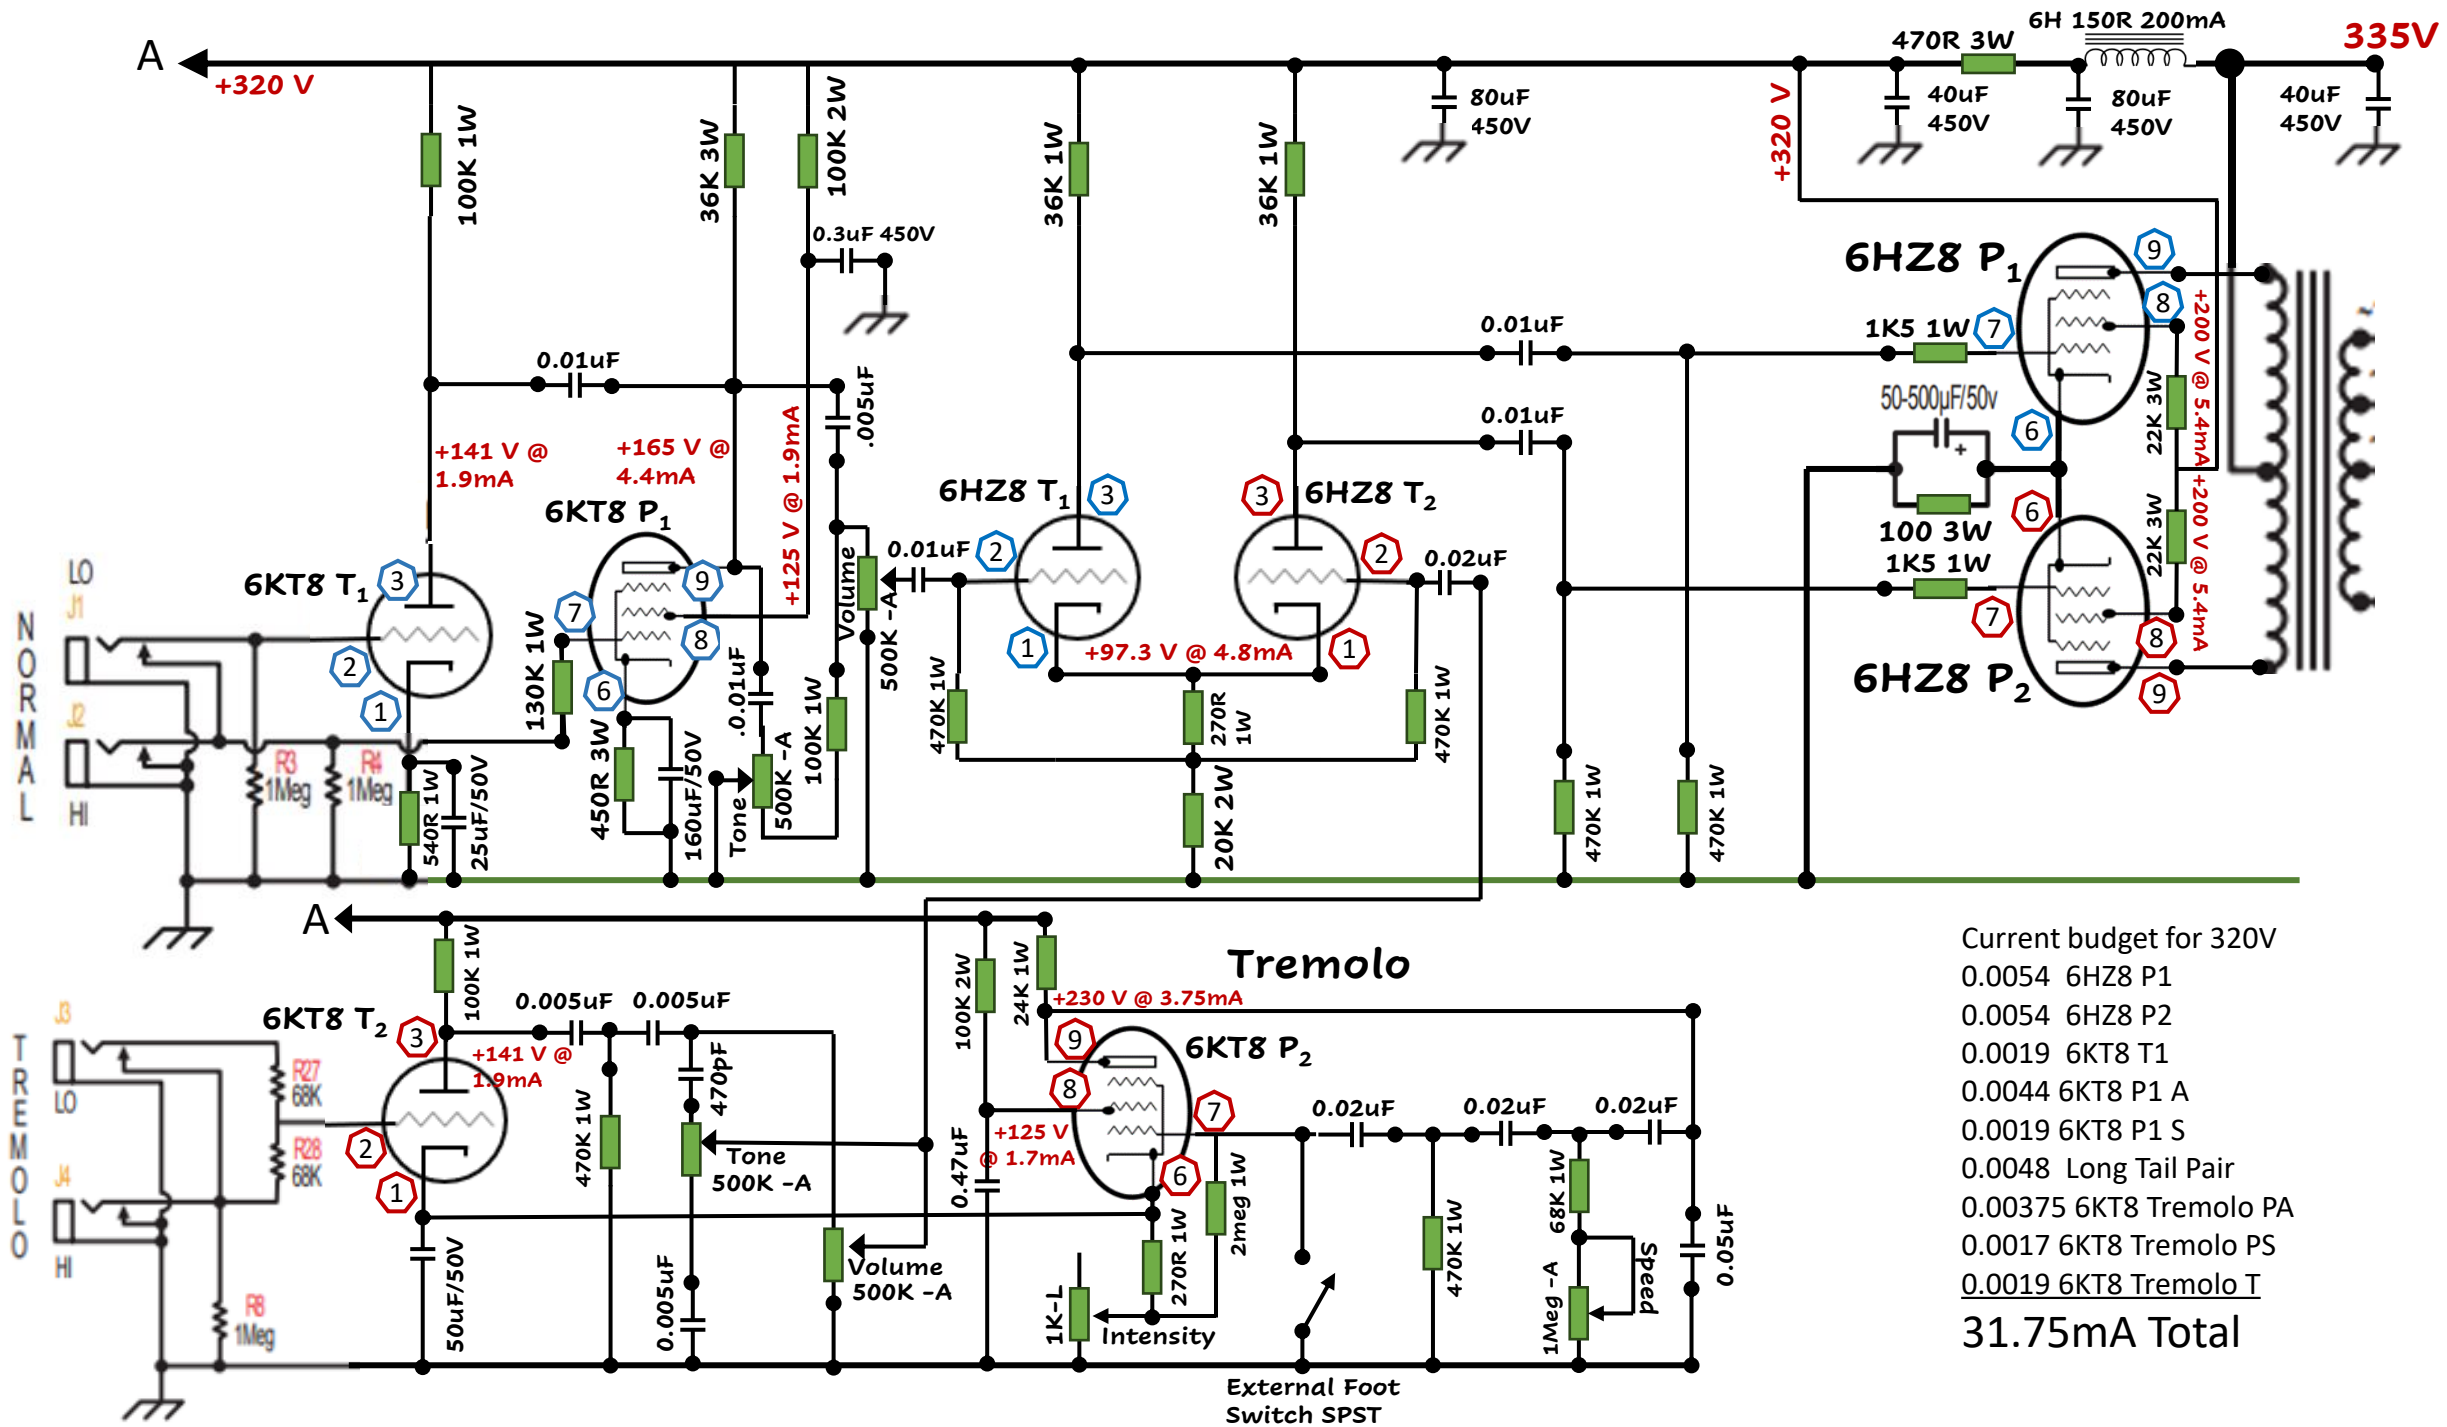 6H 150R 200mA
470R 3W
335V
A
+320 V
100K 1W
36K 3W
100K 2W
36K 1W
36K 1W
80uF
450V
+320 V
40uF
450V
80uF
450V
40uF
450V
0.3uF 450V
6HZ8 P1
9
8
7
6
+200 V @ 5.4mA
0.01uF
1K5 1W
0.01uF
.005uF
0.01uF
50-500µF/50v
+
22K 3W
+141 V @
1.9mA
+165 V @
4.4mA
+125 V @ 1.9mA
6HZ8 T1
3
2
1
3
6HZ8 T2
2
1
6
100 3W
1K5 1W
22K 3W
+200 V @ 5.4mA
7
8
9
6HZ8 P2
6KT8 P1
9
7
8
6
6KT8 T1
3
2
1
Volume
500K -A
0.01uF
0.02uF
+97.3 V @ 4.8mA
NORMAL
LO
J1
J2
HI
130K 1W
R3
1Meg
R4
1Meg
540R 1W
25uF/50V
450R 3W
160uF/50V
.0.01uF
Tone
500K -A
100K 1W
470K 1W
270R
1W
470K 1W
20K 2W
470K 1W
470K 1W
A
100K 1W
100K 2W
24K 1W
Tremolo
Current budget for 320V
0.0054 6HZ8 P1
0.0054 6HZ8 P2
0.0019 6KT8 T1
0.0044 6KT8 P1 A
0.0019 6KT8 P1 S
0.0048 Long Tail Pair
0.00375 6KT8 Tremolo PA
0.0017 6KT8 Tremolo PS
0.0019 6KT8 Tremolo T
31.75mA Total
TREMOLO
J3
LO
J4
HI
R27
68K
R28
68K
R8
1Meg
6KT8 T2
3
2
1
+141 V @
1.9mA
0.005uF
0.005uF
470K 1W
470pF
Tone
500K -A
0.005uF
50uF/50V
Volume
500K -A
+230 V @ 3.75mA
6KT8 P2
9
8
7
6
+125 V
@ 1.7mA
0.47uF
270R 1W
2meg 1W
1K-L
Intensity
0.02uF
0.02uF
0.02uF
470K 1W
68K 1W
1Meg -A
Speed
0.05uF
External Foot
Switch SPST